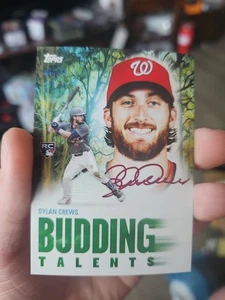 Topps
W
RC
DYLAN CREWS
BUDDING
TALENTS